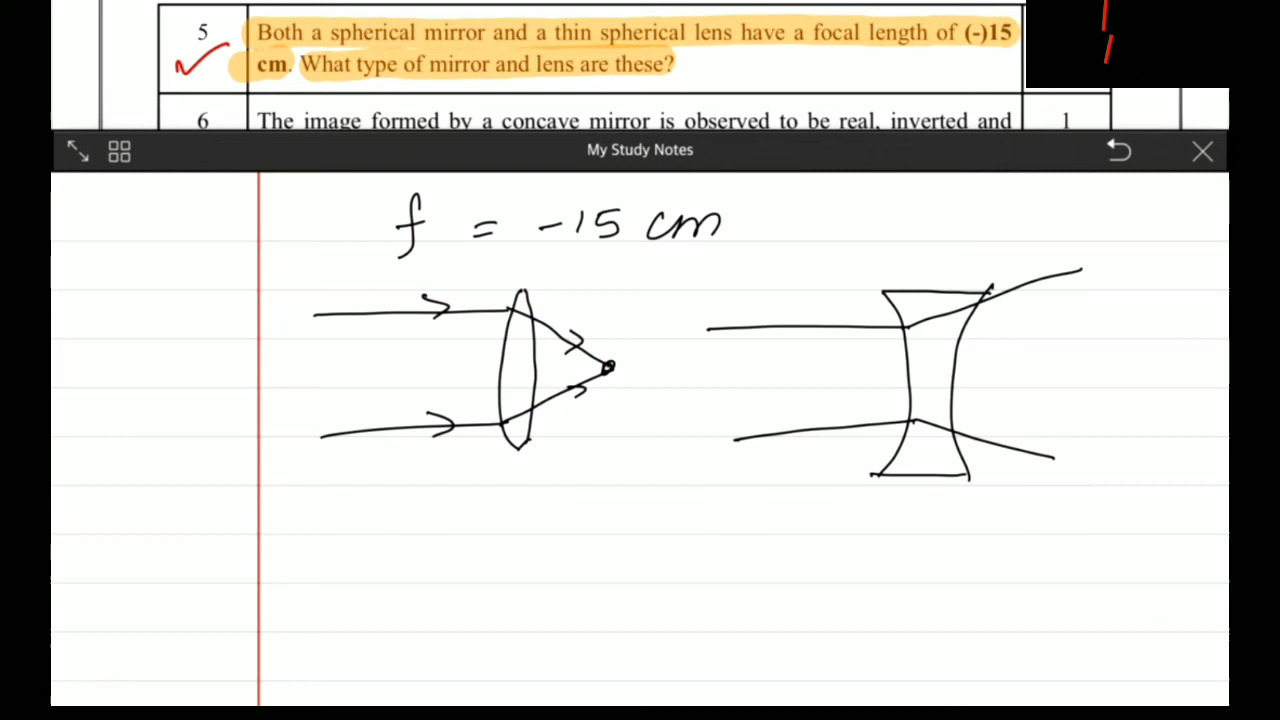 5 Both a spherical mirror and a thin spherical lens have a focal length of (-)15
cm. What type of mirror and lens are these?
6 The image formed by a concave mirror is observed to be real, inverted and 1
My Study Notes
f = -15 cm